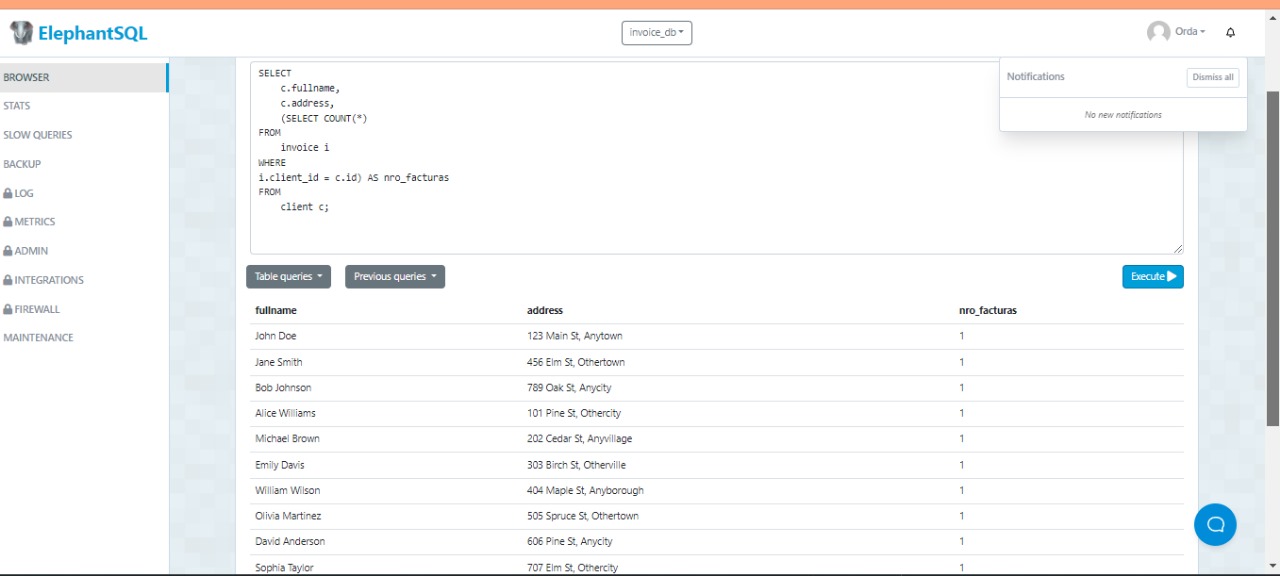 ElephantSQL
invoice_db
Orda
BROWSER
STATS
SLOW QUERIES
BACKUP
LOG
METRICS
ADMIN
INTEGRATIONS
FIREWALL
MAINTENANCE
SELECT
c.fullname,
c.address,
(SELECT COUNT(*)
FROM
invoice i
WHERE
i.client_id = c.id) AS nro_facturas
FROM
client c;
Notifications
Dismiss all
No new notifications
Table queries
Previous queries
Execute
fullname address nro_facturas
John Doe 123 Main St, Anytown 1
Jane Smith 456 Elm St, Othertown 1
Bob Johnson 789 Oak St, Anycity 1
Alice Williams 101 Pine St, Othercity 1
Michael Brown 202 Cedar St, Anyvillage 1
Emily Davis 303 Birch St, Otherville 1
William Wilson 404 Maple St, Anyborough 1
Olivia Martinez 505 Spruce St, Othertown 1
David Anderson 606 Pine St, Anycity 1
Sophia Taylor 707 Elm St, Othercity 1